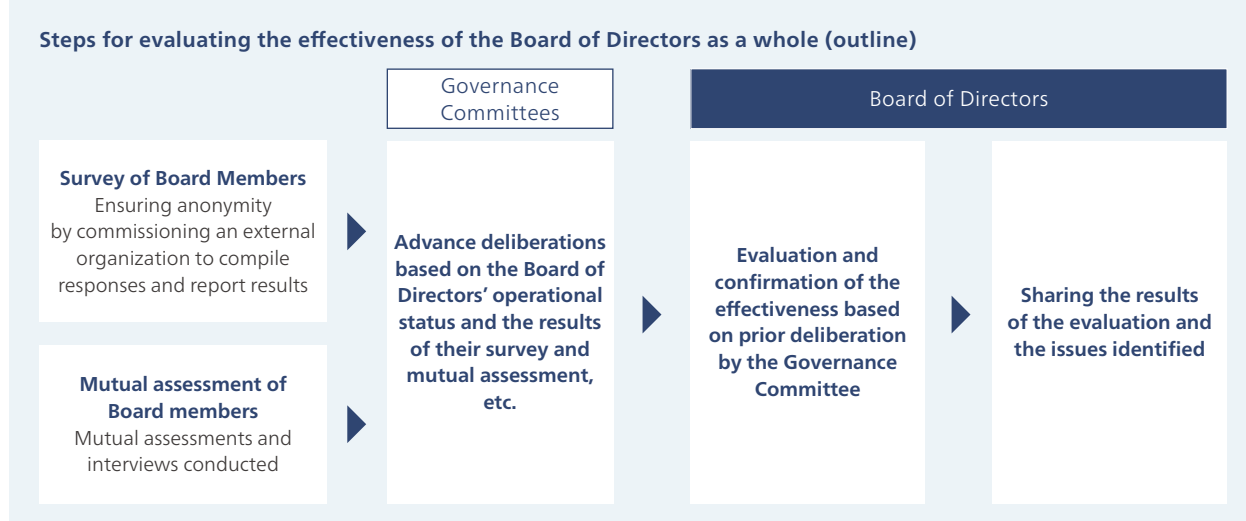 Steps for evaluating the effectiveness of the Board of Directors as a whole (outline)
Governance
Committees
Board of Directors
Survey of Board Members
Ensuring anonymity
by commissioning an external
organization to compile
responses and report results
Mutual assessment of
Board members
Mutual assessments and
interviews conducted
Advance deliberations
based on the Board of
Directors’ operational
status and the results
of their survey and
mutual assessment,
etc.
Evaluation and
confirmation of the
effectiveness based
on prior deliberation
by the Governance
Committee
Sharing the results
of the evaluation and
the issues identified